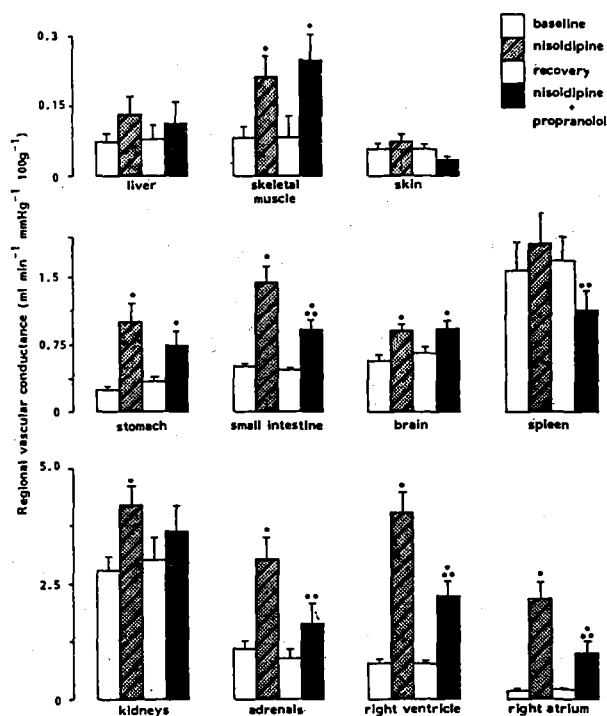 baseline
nisoldipine
recovery
nisoldipine
+
propranolol
Regional vascular conductance (ml min⁻¹ mmHg⁻¹ 100g⁻¹)
0.3
0.15
0
liver
skeletal
muscle
skin
1.5
0.75
0
stomach
small intestine
brain
spleen
5.0
2.5
0
kidneys
adrenals
right ventricle
right atrium